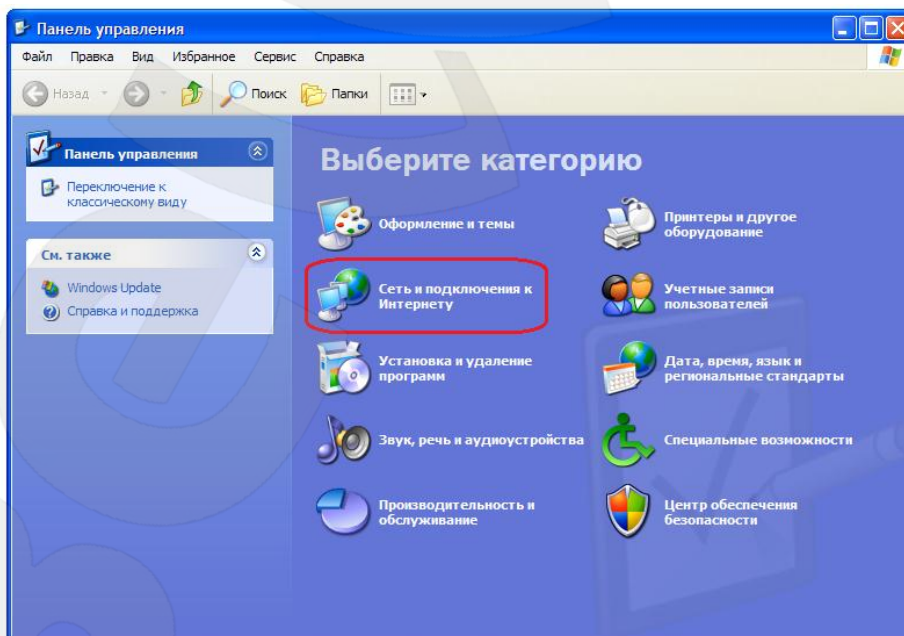 Панель управления
Файл Правка Вид Избранное Сервис Справка
Назад Поиск Папки
Панель управления
Переключение к
классическому виду
См. также
Windows Update
Справка и поддержка
Выберите категорию
Оформление и темы
Принтеры и другое
оборудование
Сеть и подключения к
Интернету
Учетные записи
пользователей
Установка и удаление
программ
Дата, время, язык и
региональные стандарты
Звук, речь и аудиоустройства
Специальные возможности
Производительность и
обслуживание
Центр обеспечения
безопасности